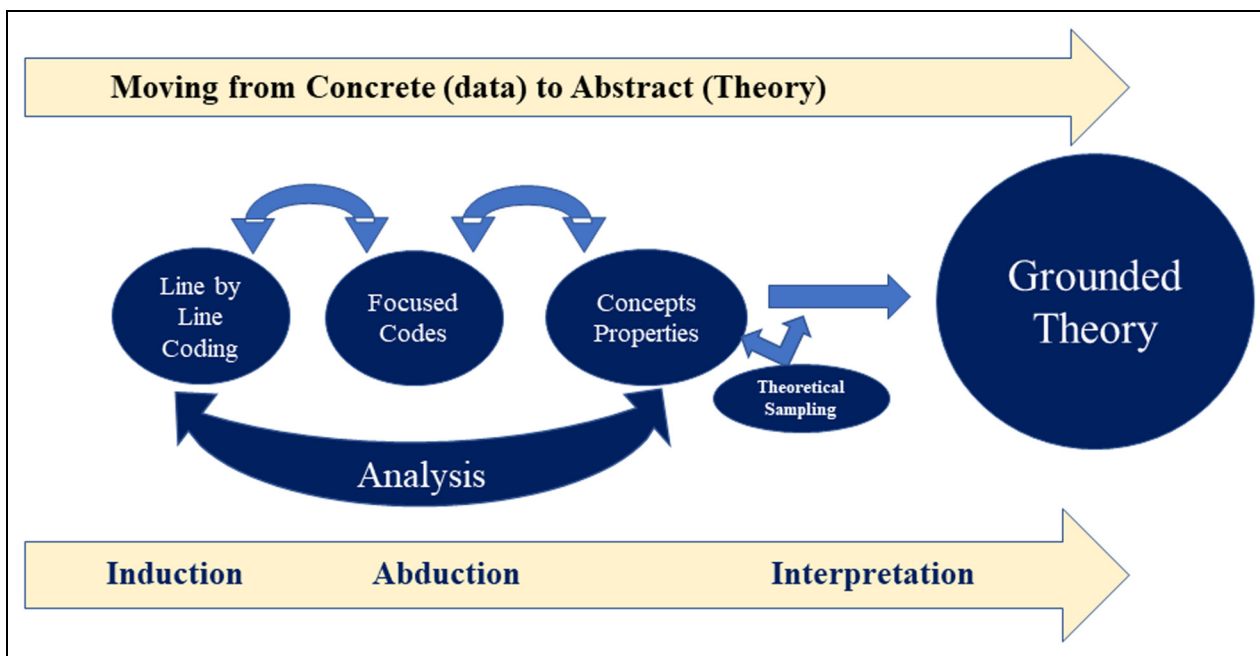 Moving from Concrete (data) to Abstract (Theory)
Line by
Line
Coding
Focused
Codes
Concepts
Properties
Theoretical
Sampling
Grounded
Theory
Analysis
Induction Abduction Interpretation